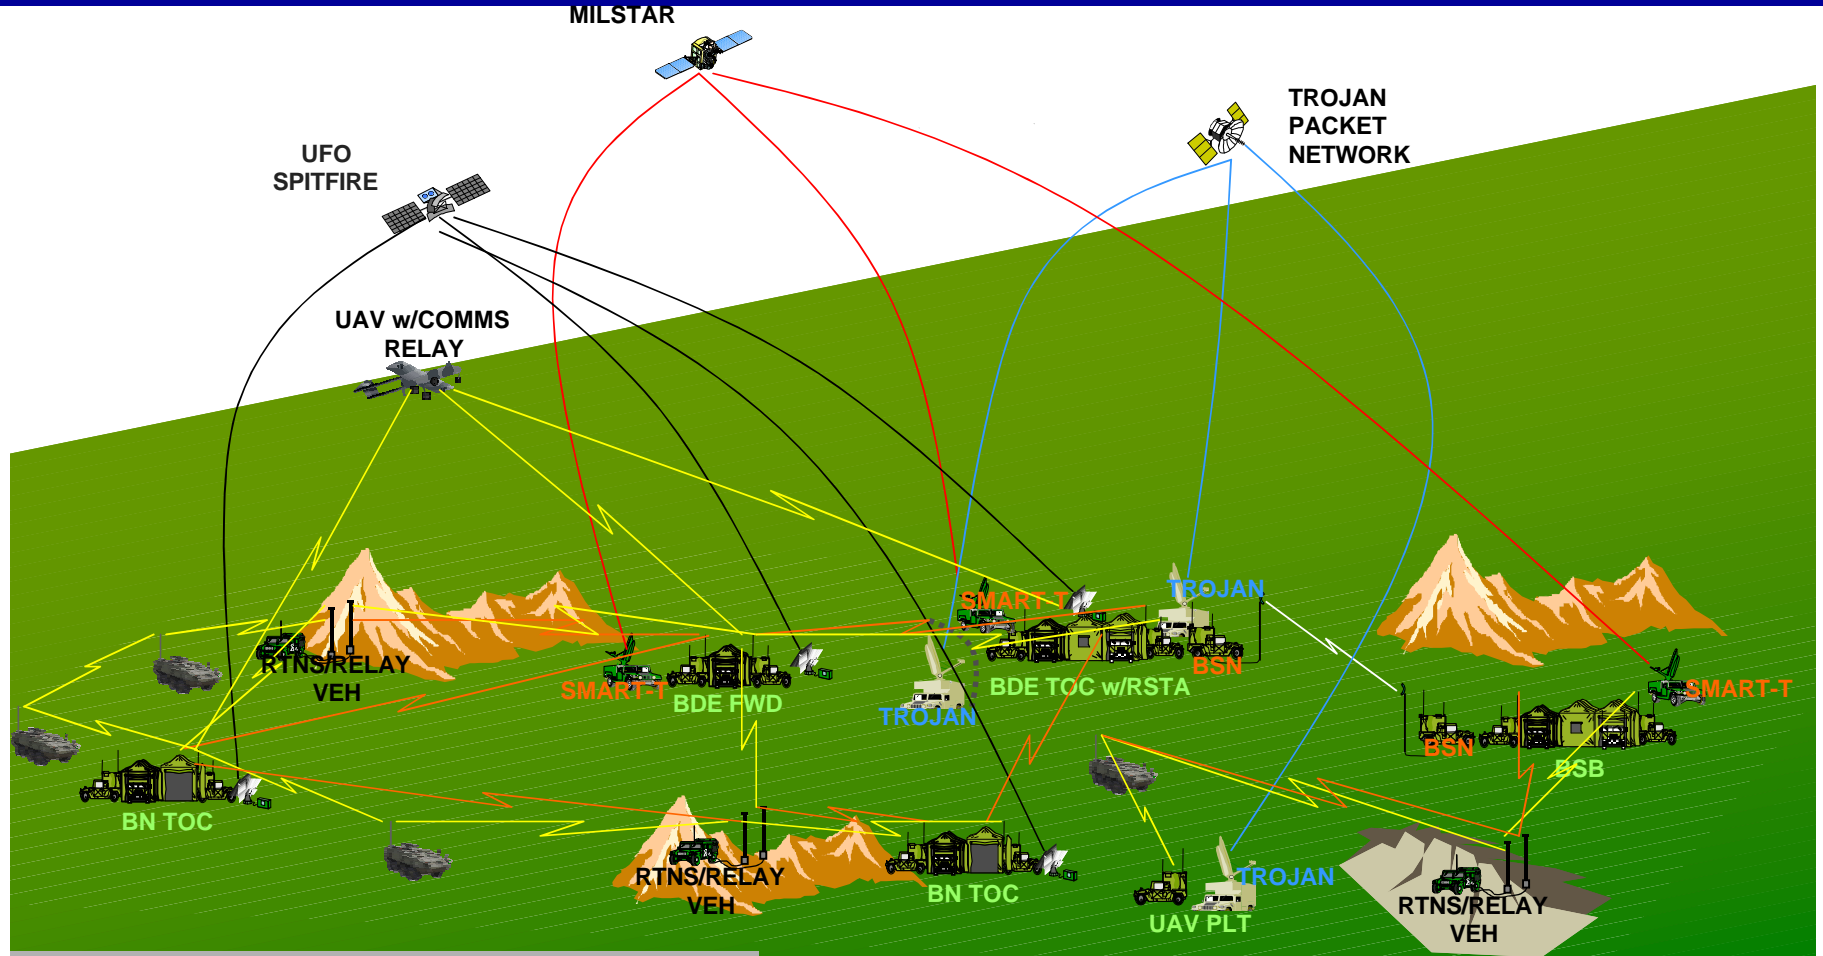 MILSTAR
TROJAN
PACKET
NETWORK
UFO
SPITFIRE
UAV w/COMMS
RELAY
TROJAN
SMART-T
RTNS/RELAY
VEH
SMART-T
BDE FWD
TROJAN
BDE TOC w/RSTA
BSN
SMART-T
BSN
BSB
BN TOC
RTNS/RELAY
VEH
BN TOC
TROJAN
UAV PLT
RTNS/RELAY
VEH